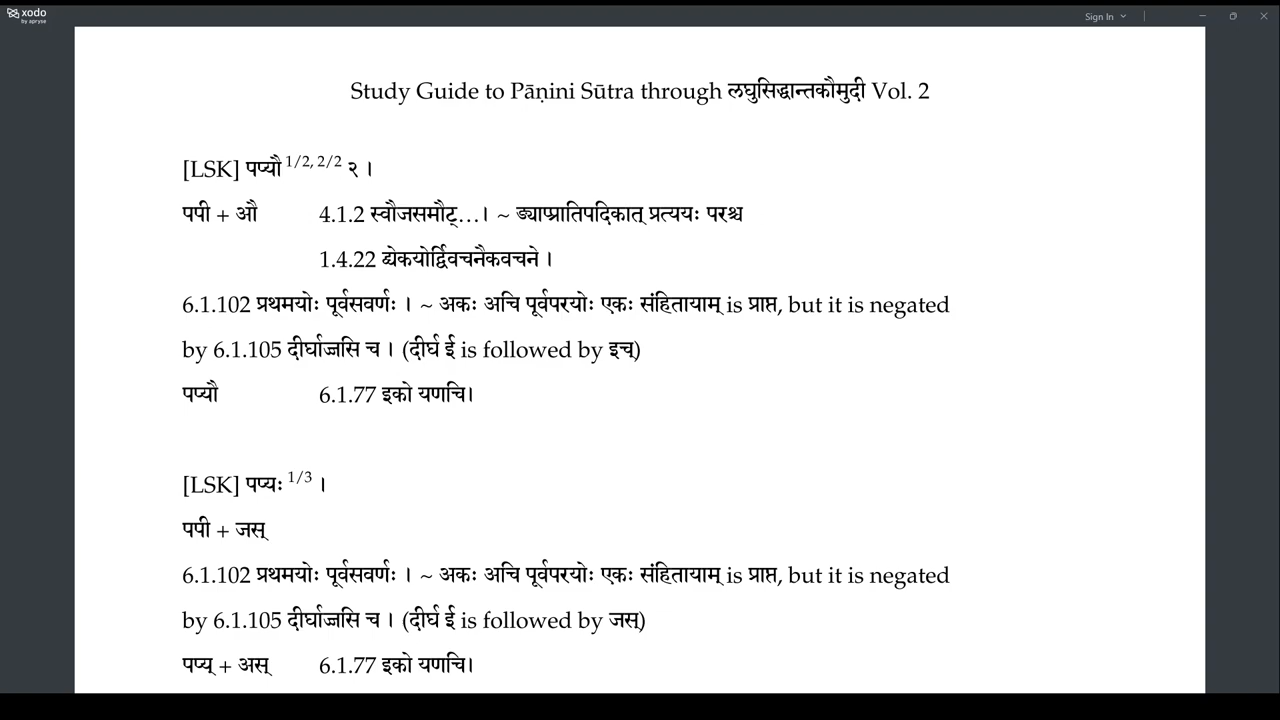 xodo
by apryse
Sign In
Study Guide to Pāṇini Sūtra through लघुसिद्धान्तकौमुदी Vol. 2
[LSK] पप्यौ 1/2, 2/2 २ ।
पपी + औ 4.1.2 स्वौजसमौट्…। ~ ङ्याप्प्रातिपदिकात् प्रत्ययः परश्च
1.4.22 द्व्येकयोर्द्विवचनैकवचने ।
6.1.102 प्रथमयोः पूर्वसवर्णः । ~ अकः अचि पूर्वपरयोः एकः संहितायाम् is प्राप्त, but it is negated
by 6.1.105 दीर्घाज्जसि च । (दीर्घ ई is followed by इच्)
पप्यौ 6.1.77 इको यणचि।
[LSK] पप्यः 1/3 ।
पपी + जस्
6.1.102 प्रथमयोः पूर्वसवर्णः । ~ अकः अचि पूर्वपरयोः एकः संहितायाम् is प्राप्त, but it is negated
by 6.1.105 दीर्घाज्जसि च । (दीर्घ ई is followed by जस्)
पप्य् + अस् 6.1.77 इको यणचि।